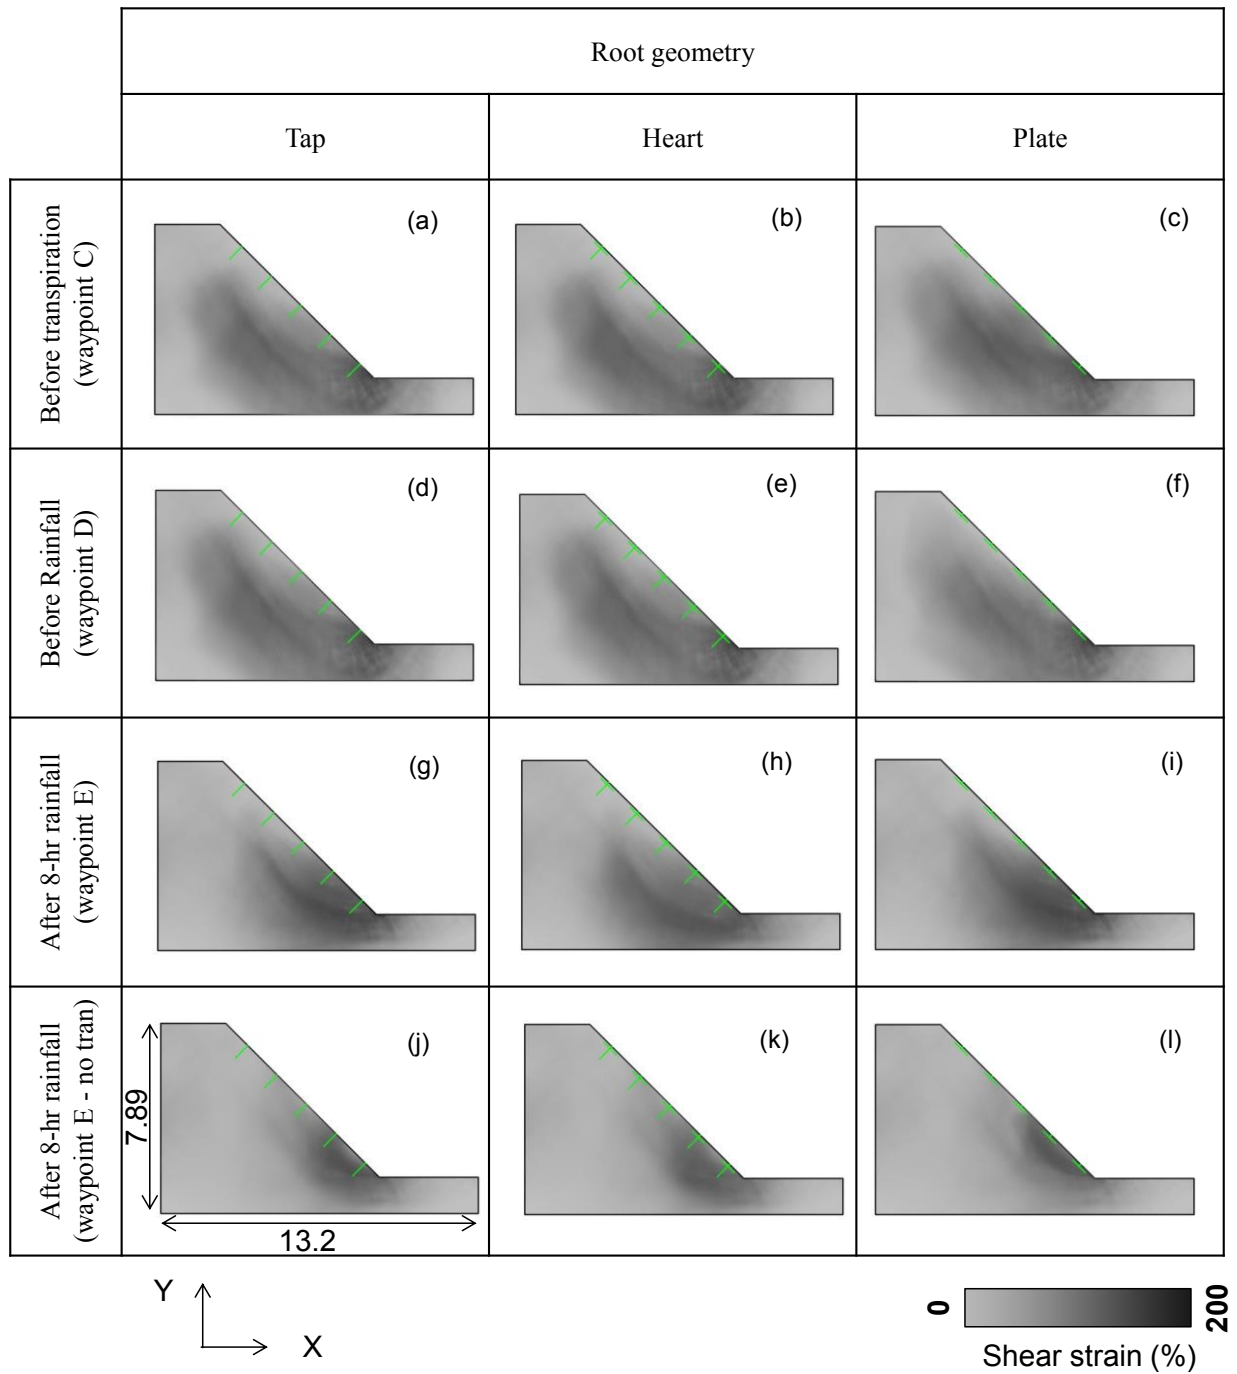 Root geometry
Tap
Heart
Plate
Before transpiration
(waypoint C)
(a)
(b)
(c)
Before Rainfall
(waypoint D)
(d)
(e)
(f)
After 8-hr rainfall
(waypoint E)
(g)
(h)
(i)
After 8-hr rainfall
(waypoint E - no tran)
(j)
(k)
(l)
7.89
13.2
Y
X
0
200
Shear strain (%)